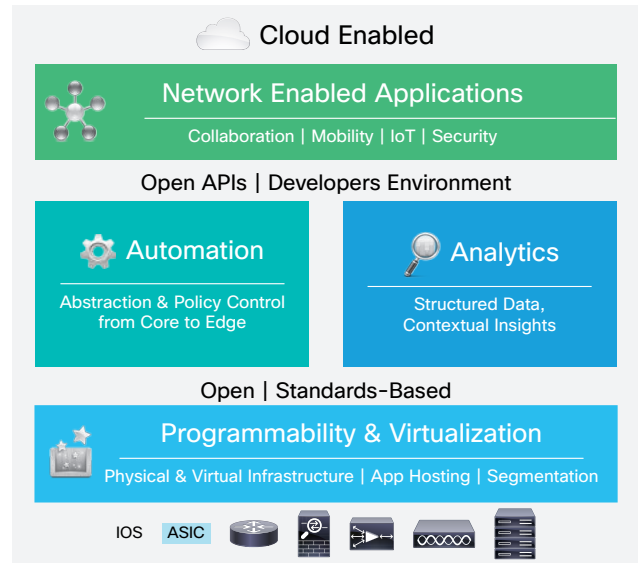 Cloud Enabled
Network Enabled Applications
Collaboration | Mobility | IoT | Security
Open APIs | Developers Environment
Automation
Abstraction & Policy Control
from Core to Edge
Analytics
Structured Data,
Contextual Insights
Open | Standards-Based
Programmability & Virtualization
Physical & Virtual Infrastructure | App Hosting | Segmentation
IOS ASIC